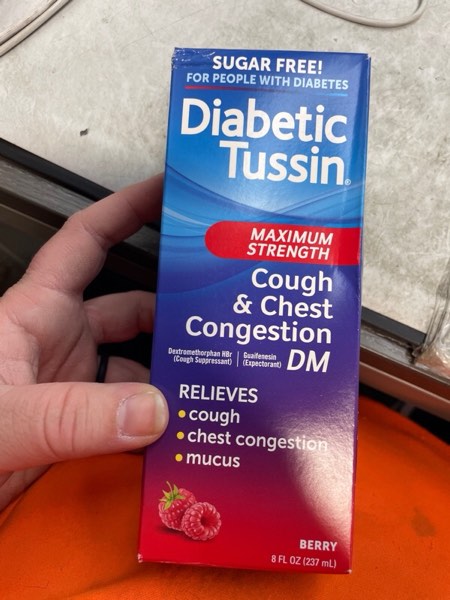 SUGAR FREE!
FOR PEOPLE WITH DIABETES
Diabetic
Tussin®
MAXIMUM
STRENGTH
Cough
& Chest
Congestion
DM
Dextromethorphan HBr
(Cough Suppressant)
Guaifenesin
(Expectorant)
RELIEVES
• cough
• chest congestion
• mucus
BERRY
8 FL OZ (237 mL)